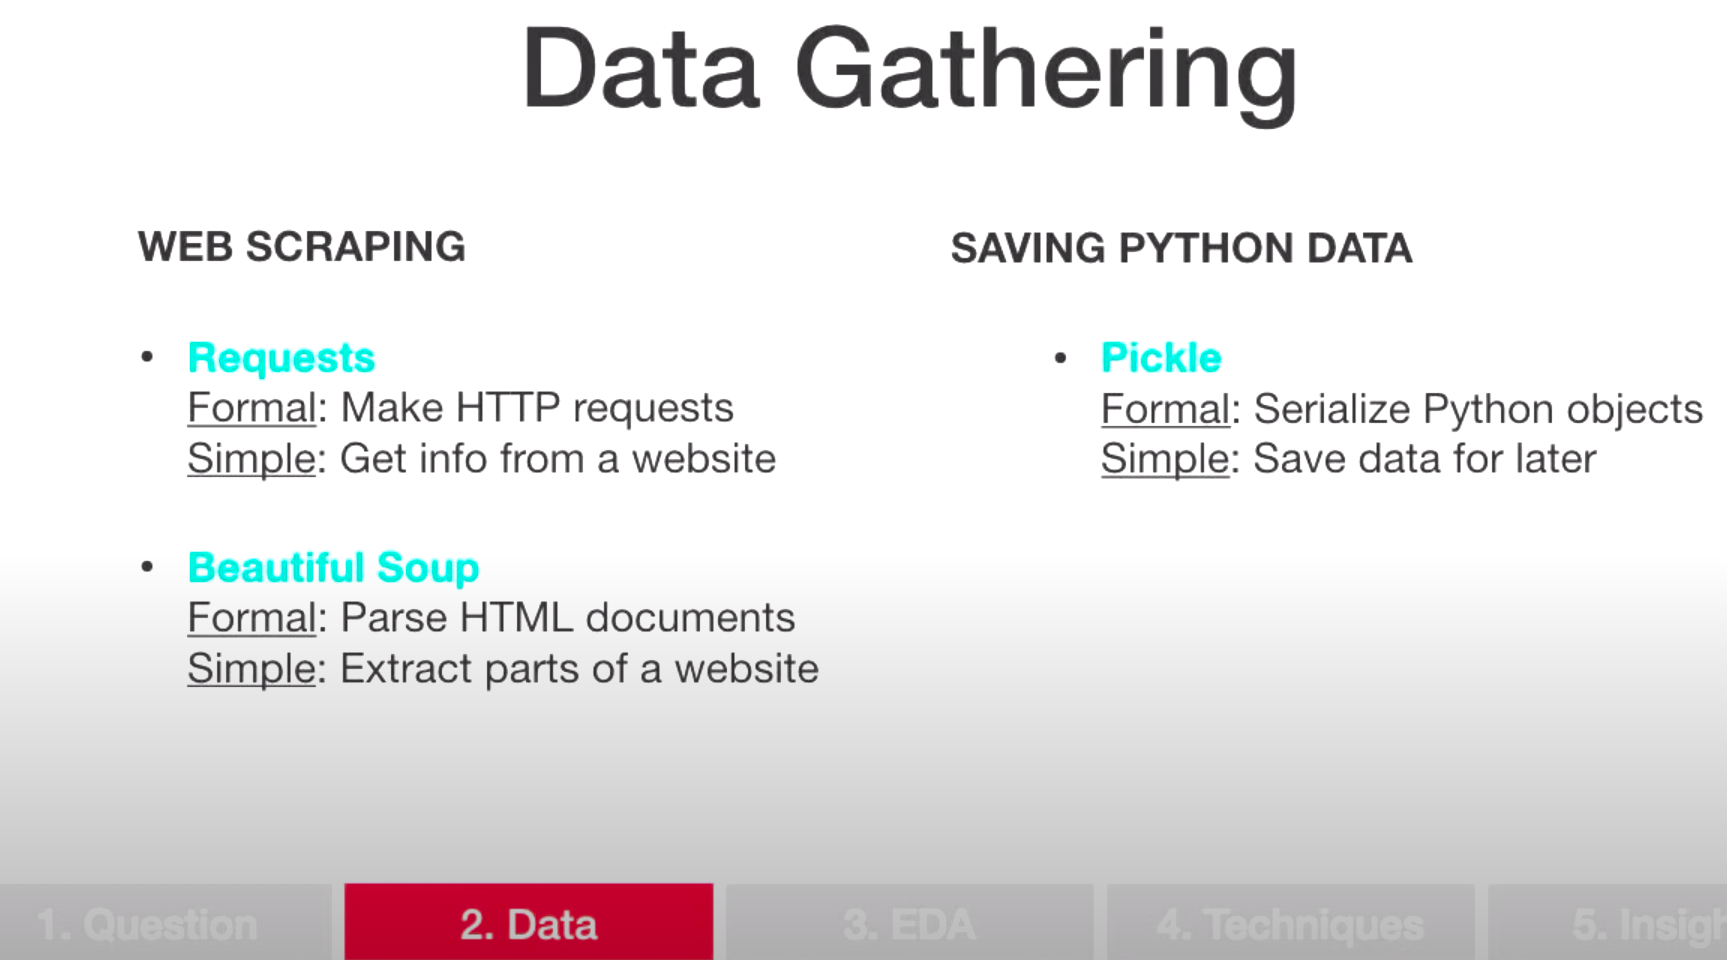 Data Gathering
WEB SCRAPING
• Requests
Formal: Make HTTP requests
Simple: Get info from a website
• Beautiful Soup
Formal: Parse HTML documents
Simple: Extract parts of a website
SAVING PYTHON DATA
• Pickle
Formal: Serialize Python objects
Simple: Save data for later
1. Question
2. Data
3. EDA
4. Techniques
5.